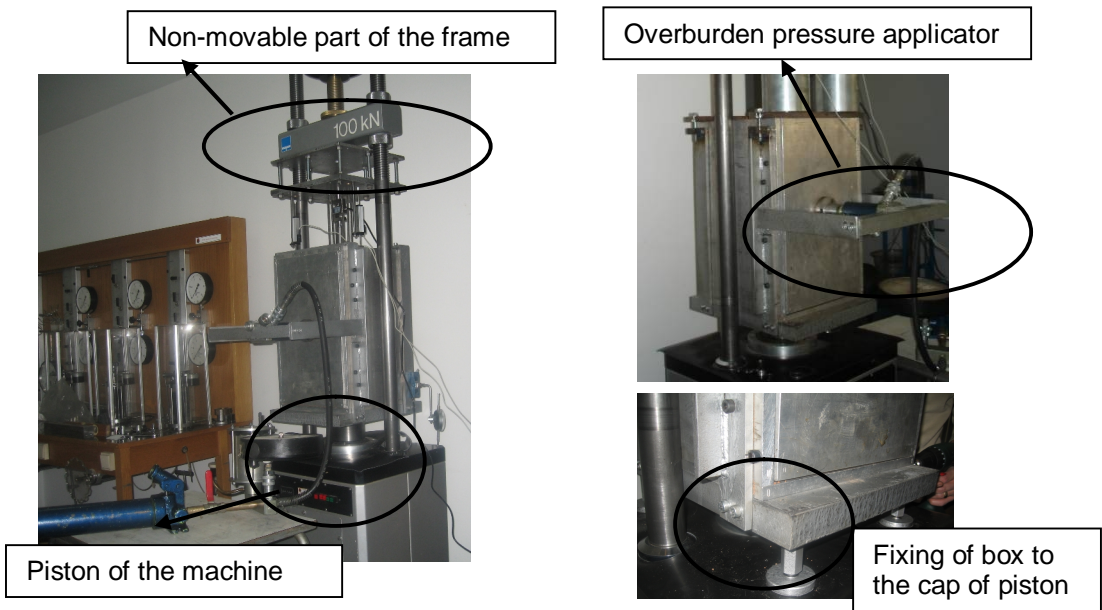 Non-movable part of the frame
Overburden pressure applicator
100 kN
Piston of the machine
Fixing of box to
the cap of piston